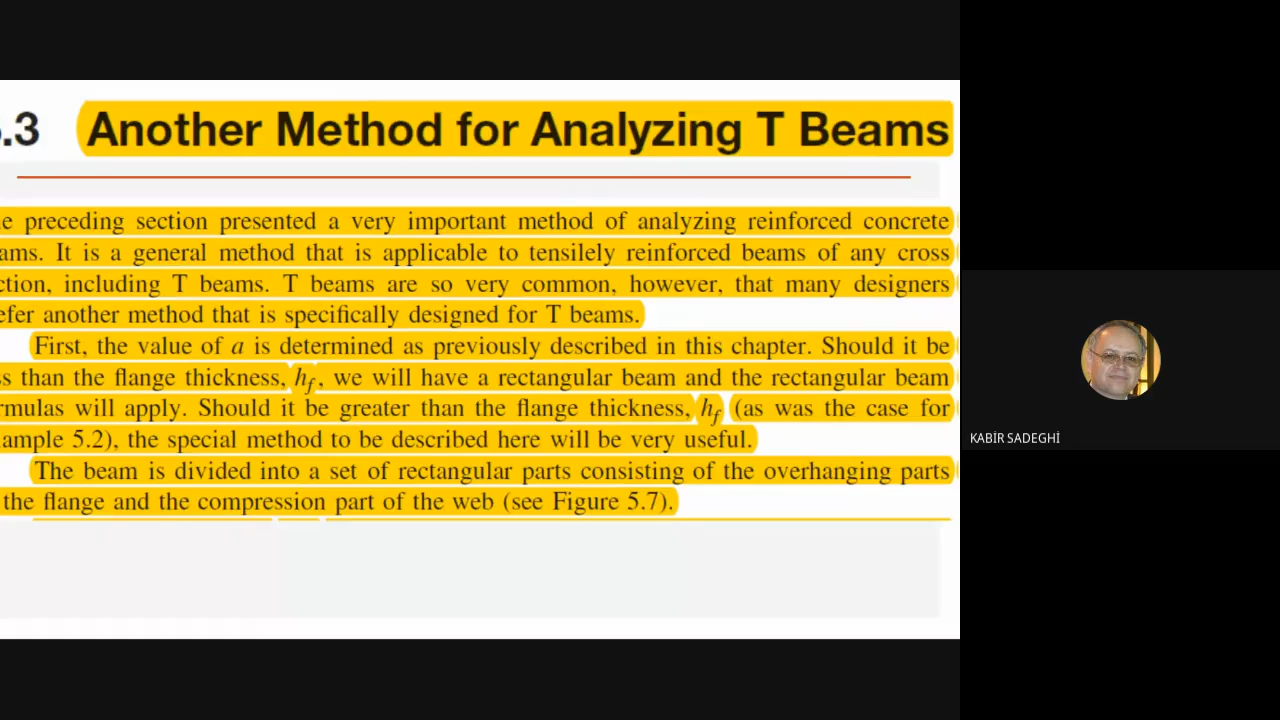 .3 Another Method for Analyzing T Beams
e preceding section presented a very important method of analyzing reinforced concrete
ams. It is a general method that is applicable to tensilely reinforced beams of any cross
ction, including T beams. T beams are so very common, however, that many designers
efer another method that is specifically designed for T beams.
First, the value of a is determined as previously described in this chapter. Should it be
s than the flange thickness, hf, we will have a rectangular beam and the rectangular beam
rmulas will apply. Should it be greater than the flange thickness, hf (as was the case for
ample 5.2), the special method to be described here will be very useful.
The beam is divided into a set of rectangular parts consisting of the overhanging parts
the flange and the compression part of the web (see Figure 5.7).
KABİR SADEGHİ